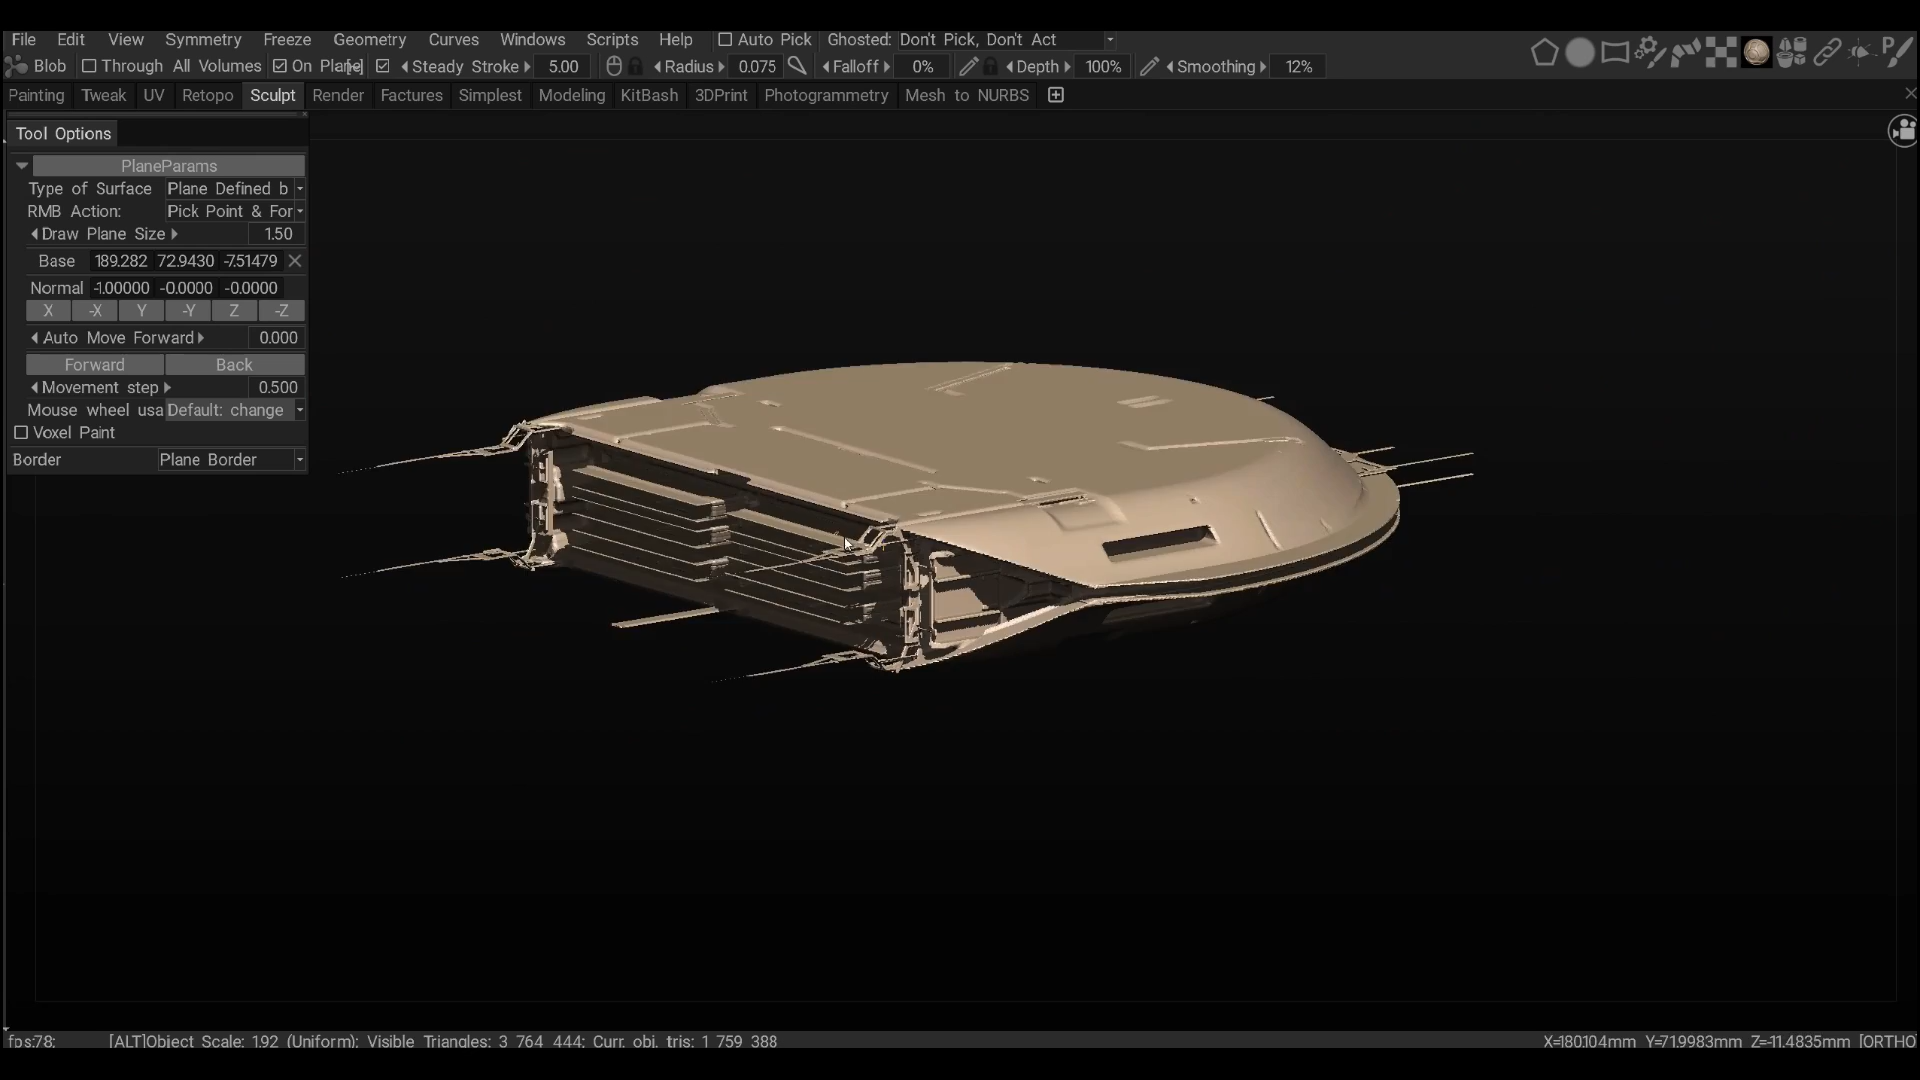 File Edit View Symmetry Freeze Geometry Curves Windows Scripts Help Auto Pick Ghosted: Don't Pick, Don't Act
Blob Through All Volumes On Plane Steady Stroke 5.00 Radius 0.075 Falloff 0% Depth 100% Smoothing 12%
Painting Tweak UV Retopo Sculpt Render Factures Simplest Modeling KitBash 3DPrint Photogrammetry Mesh to NURBS
Tool Options
PlaneParams
Type of Surface Plane Defined b
RMB Action: Pick Point & For
Draw Plane Size 1.50
Base 189.282 72.9430 -7.51479
Normal -1.00000 -0.0000 -0.0000
X -X Y -Y Z -Z
Auto Move Forward 0.000
Forward Back
Movement step 0.500
Mouse wheel usa Default: change
Voxel Paint
Border Plane Border
fps:78; [ALT]Object Scale: 1.92 (Uniform); Visible Triangles: 3 764 444; Curr. obj. tris: 1 759 388 X=180.104mm Y=71.9983mm Z=-11.4835mm [ORTHO